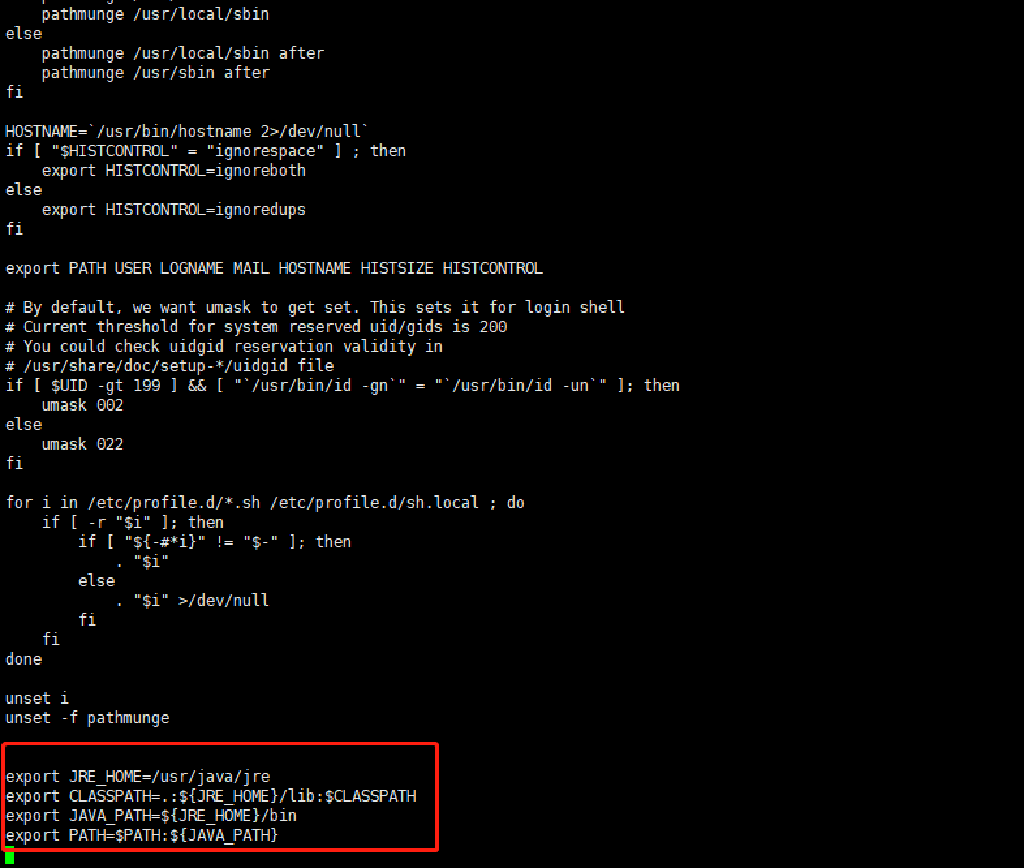 pathmunge /usr/local/sbin
else
    pathmunge /usr/local/sbin after
    pathmunge /usr/sbin after
fi

HOSTNAME=`/usr/bin/hostname 2>/dev/null`
if [ "$HISTCONTROL" = "ignorespace" ] ; then
    export HISTCONTROL=ignoreboth
else
    export HISTCONTROL=ignoredups
fi

export PATH USER LOGNAME MAIL HOSTNAME HISTSIZE HISTCONTROL

# By default, we want umask to get set. This sets it for login shell
# Current threshold for system reserved uid/gids is 200
# You could check uidgid reservation validity in
# /usr/share/doc/setup-*/uidgid file
if [ $UID -gt 199 ] && [ "`/usr/bin/id -gn`" = "`/usr/bin/id -un`" ]; then
    umask 002
else
    umask 022
fi

for i in /etc/profile.d/*.sh /etc/profile.d/sh.local ; do
    if [ -r "$i" ]; then
        if [ "${-#*i}" != "$-" ]; then
            . "$i"
        else
            . "$i" >/dev/null
        fi
    fi
done

unset i
unset -f pathmunge

export JRE_HOME=/usr/java/jre
export CLASSPATH=.:${JRE_HOME}/lib:$CLASSPATH
export JAVA_PATH=${JRE_HOME}/bin
export PATH=$PATH:${JAVA_PATH}